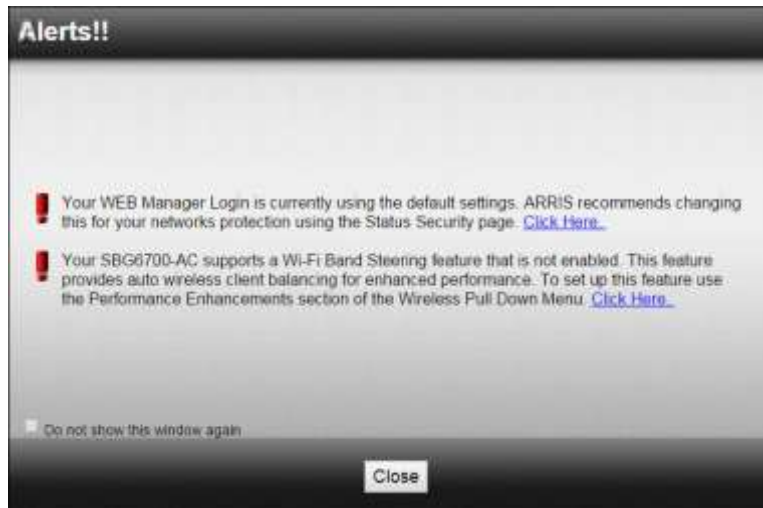 Alerts!!
Your WEB Manager Login is currently using the default settings. ARRIS recommends changing
this for your networks protection using the Status Security page. Click Here..
Your SBG6700-AC supports a Wi-Fi Band Steering feature that is not enabled. This feature
provides auto wireless client balancing for enhanced performance. To set up this feature use
the Performance Enhancements section of the Wireless Pull Down Menu. Click Here..
Do not show this window again
Close